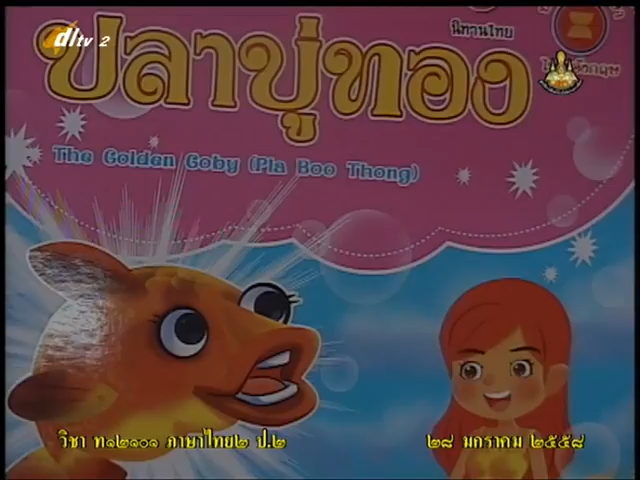 dltv 2
นิทานไทย
ปลาบู่ทอง
The Golden Goby (Pla Boo Thong)
วิชา ท๑๒๑๐๑ ภาษาไทย๒ ป.๒
๒๘ มกราคม ๒๕๕๘